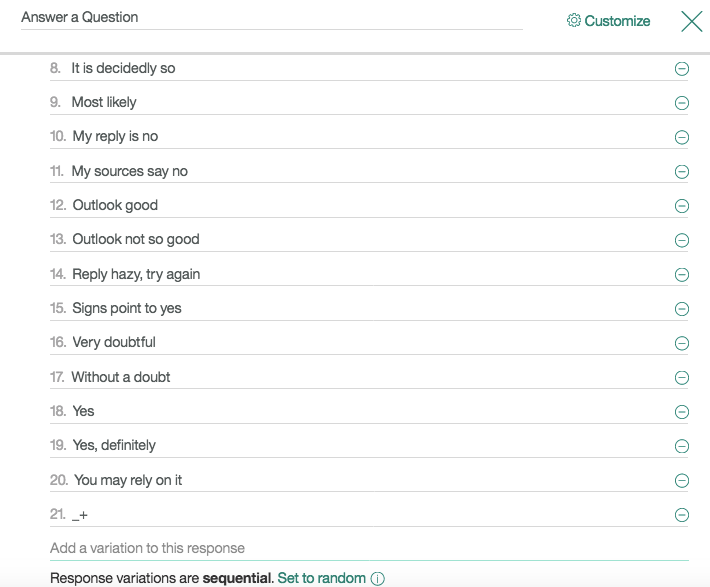 Answer a Question
Customize
8. It is decidedly so
9. Most likely
10. My reply is no
11. My sources say no
12. Outlook good
13. Outlook not so good
14. Reply hazy, try again
15. Signs point to yes
16. Very doubtful
17. Without a doubt
18. Yes
19. Yes, definitely
20. You may rely on it
21. _+
Add a variation to this response
Response variations are sequential. Set to random